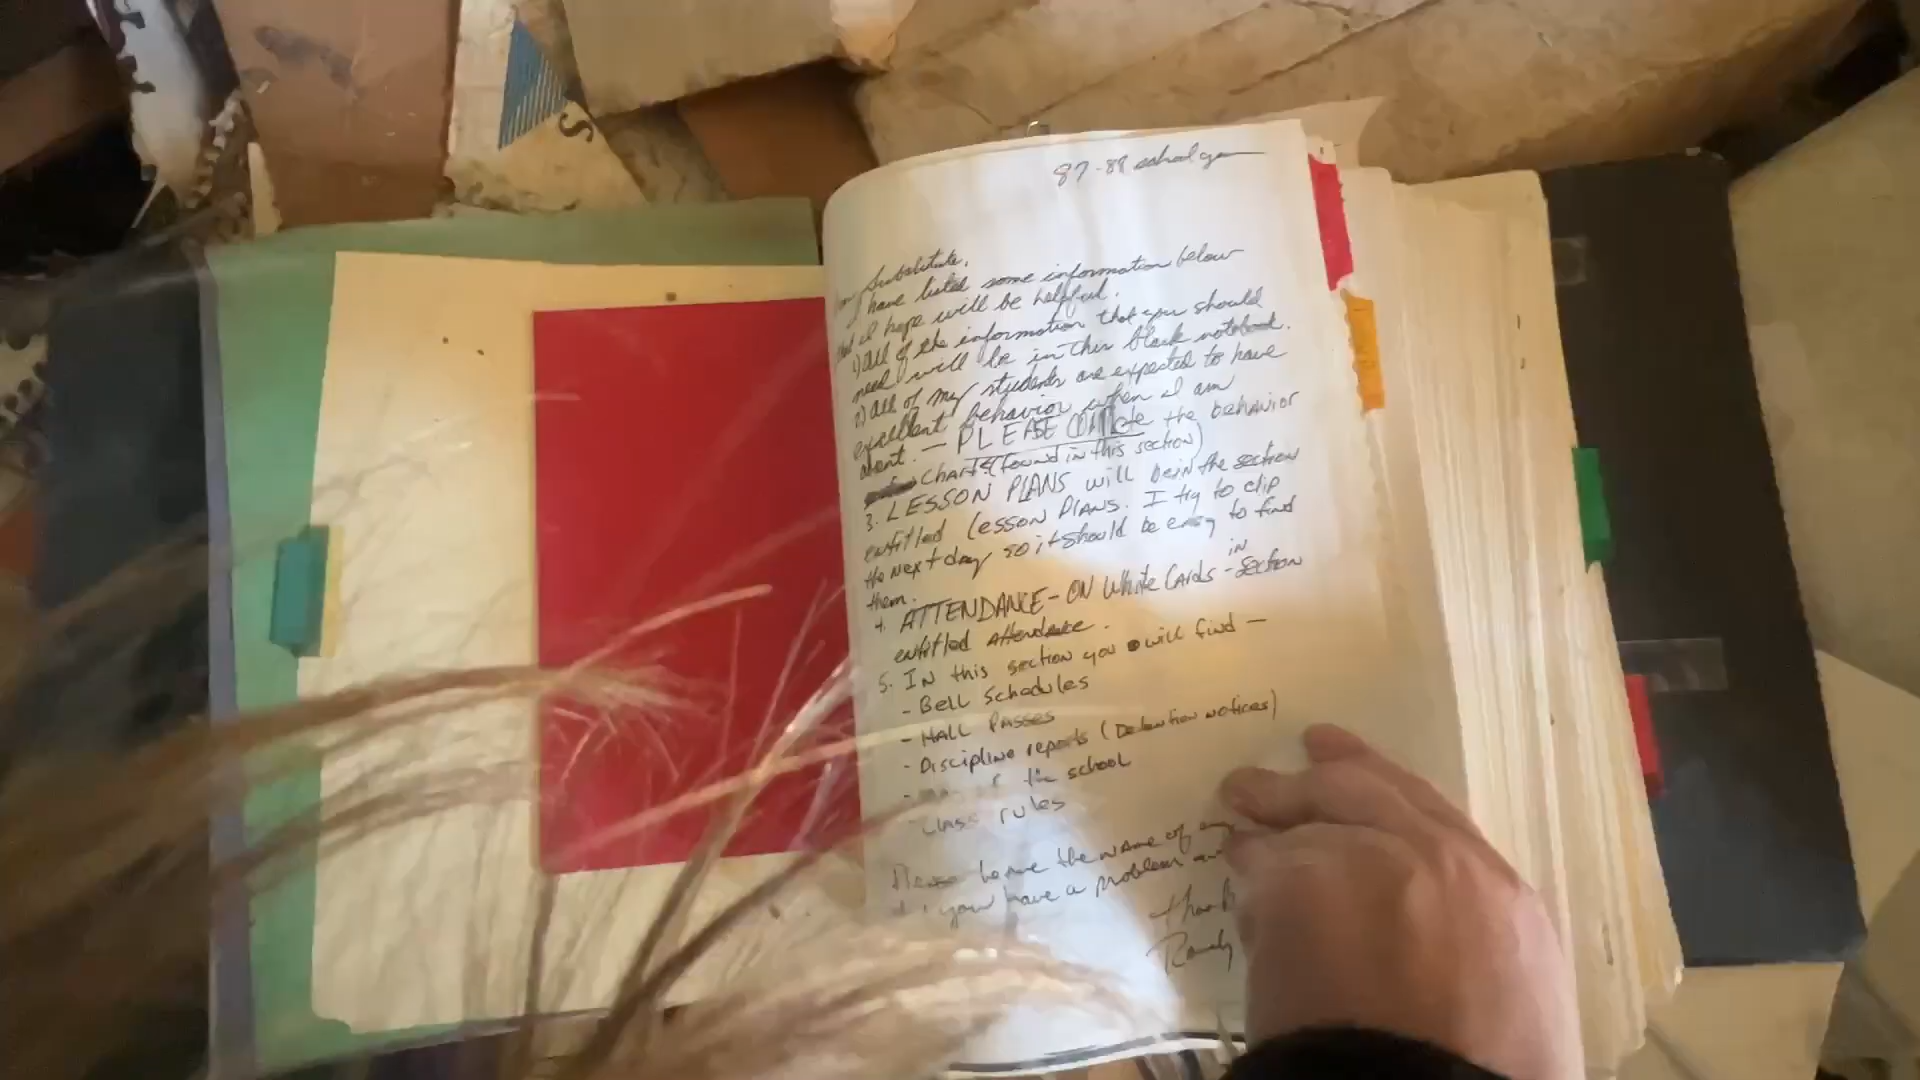 87-88 school year
Substitute,
I have listed some information below
that I hope will be helpful.
1) All of the information that you should
need will be in this black notebook.
2) All of my students are expected to have
excellent behavior when I am
absent. — PLEASE the behavior
chart (found in this section)
3. LESSON PLANS will be in the section
entitled Lesson Plans. I try to clip
the next day so it should be easy to find
them.
4. ATTENDANCE - ON White Cards - in section
entitled Attendance.
5. In this section you will find —
- Bell Schedules
- HALL PASSES
- Discipline reports (Detention notices)
- the school
- Class rules
Please leave the name of any
you have a problem
Thank
Randy
S